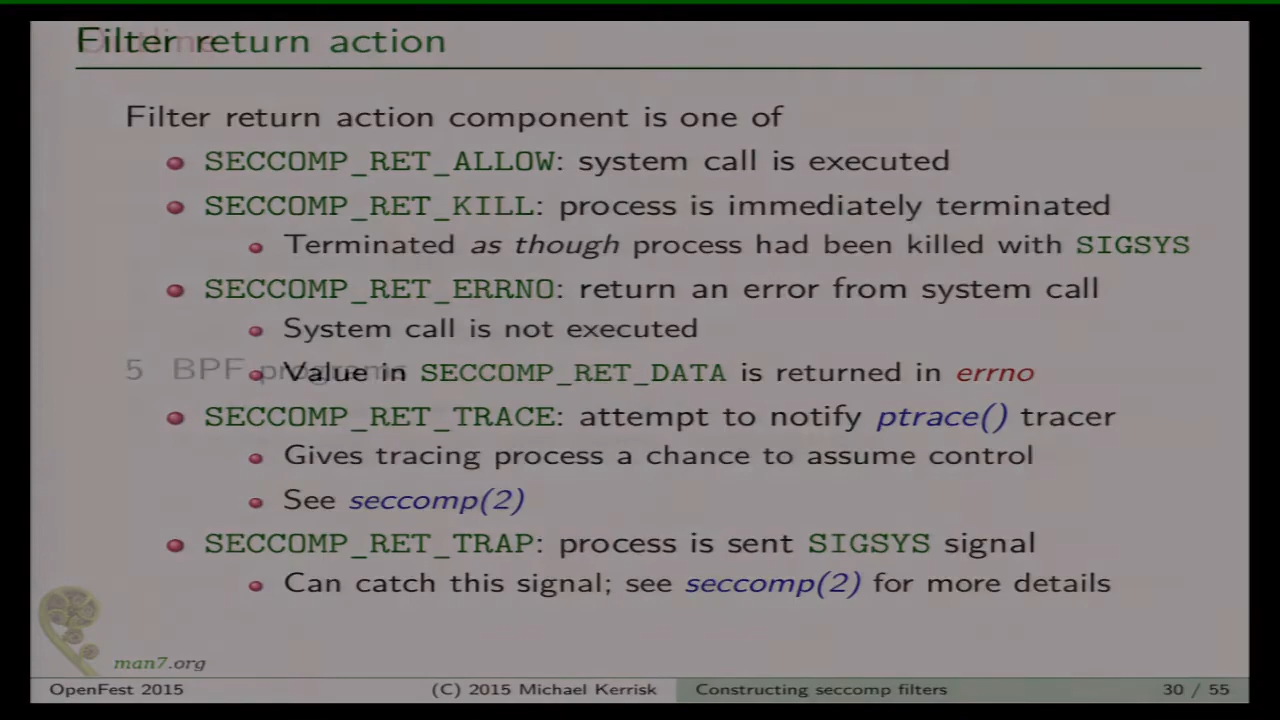 Outline
Filter return action
Filter return action component is one of
SECCOMP_RET_ALLOW: system call is executed
SECCOMP_RET_KILL: process is immediately terminated
Terminated as though process had been killed with SIGSYS
SECCOMP_RET_ERRNO: return an error from system call
System call is not executed
5 BPF programs
Value in SECCOMP_RET_DATA is returned in errno
SECCOMP_RET_TRACE: attempt to notify ptrace() tracer
Gives tracing process a chance to assume control
See seccomp(2)
SECCOMP_RET_TRAP: process is sent SIGSYS signal
Can catch this signal; see seccomp(2) for more details
man7.org
OpenFest 2015 (C) 2015 Michael Kerrisk Constructing seccomp filters 30 / 55